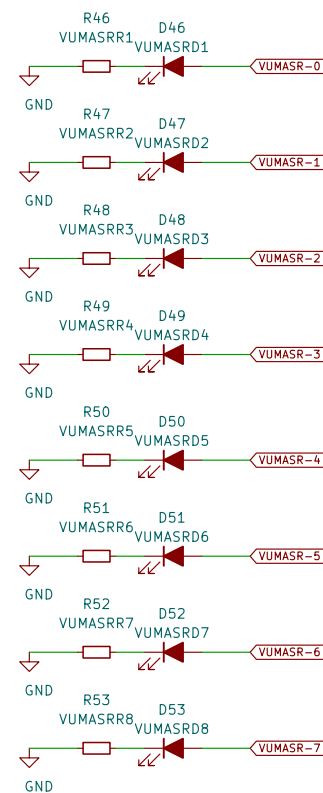 R46
VUMASRR1
D46
VUMASRD1
VUMASR-0
GND
R47
VUMASRR2
D47
VUMASRD2
VUMASR-1
GND
R48
VUMASRR3
D48
VUMASRD3
VUMASR-2
GND
R49
VUMASRR4
D49
VUMASRD4
VUMASR-3
GND
R50
VUMASRR5
D50
VUMASRD5
VUMASR-4
GND
R51
VUMASRR6
D51
VUMASRD6
VUMASR-5
GND
R52
VUMASRR7
D52
VUMASRD7
VUMASR-6
GND
R53
VUMASRR8
D53
VUMASRD8
VUMASR-7
GND